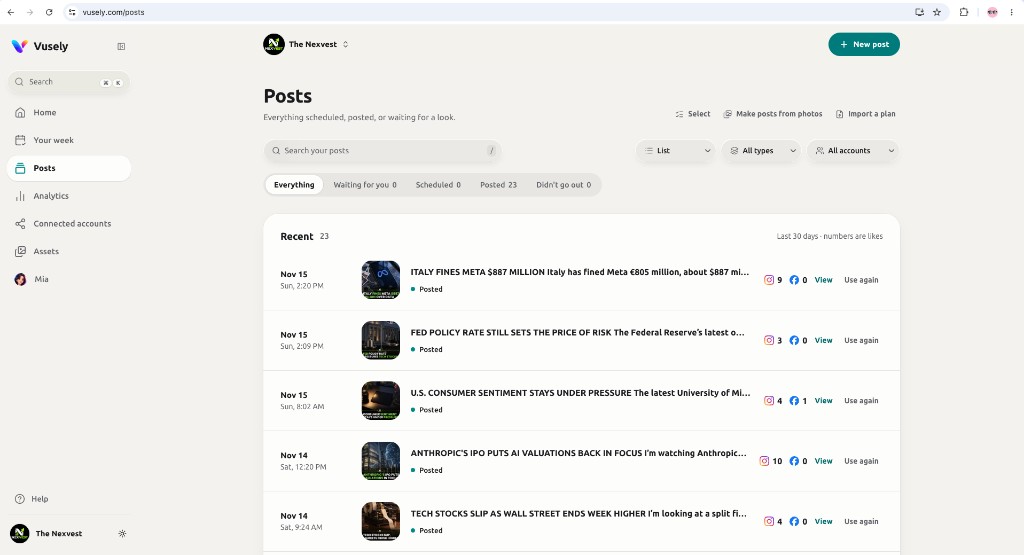 vusely.com/posts
Vusely
Search ⌘ K
Home
Your week
Posts
Analytics
Connected accounts
Assets
Mia
Help
The Nexvest
The Nexvest
+ New post
Posts
Everything scheduled, posted, or waiting for a look.
Select
Make posts from photos
Import a plan
Search your posts /
List
All types
All accounts
Everything
Waiting for you 0
Scheduled 0
Posted 23
Didn't go out 0
Recent 23
Last 30 days · numbers are likes
Nov 15
Sun, 2:20 PM
ITALY FINES META $887 MILLION Italy has fined Meta €805 million, about $887 mi...
Posted
9 0 View Use again
Nov 15
Sun, 2:09 PM
FED POLICY RATE STILL SETS THE PRICE OF RISK The Federal Reserve's latest o...
Posted
3 0 View Use again
Nov 15
Sun, 8:02 AM
U.S. CONSUMER SENTIMENT STAYS UNDER PRESSURE The latest University of Mi...
Posted
4 1 View Use again
Nov 14
Sat, 12:20 PM
ANTHROPIC'S IPO PUTS AI VALUATIONS BACK IN FOCUS I'm watching Anthropic...
Posted
10 0 View Use again
Nov 14
Sat, 9:24 AM
TECH STOCKS SLIP AS WALL STREET ENDS WEEK HIGHER I'm looking at a split fi...
Posted
4 0 View Use again